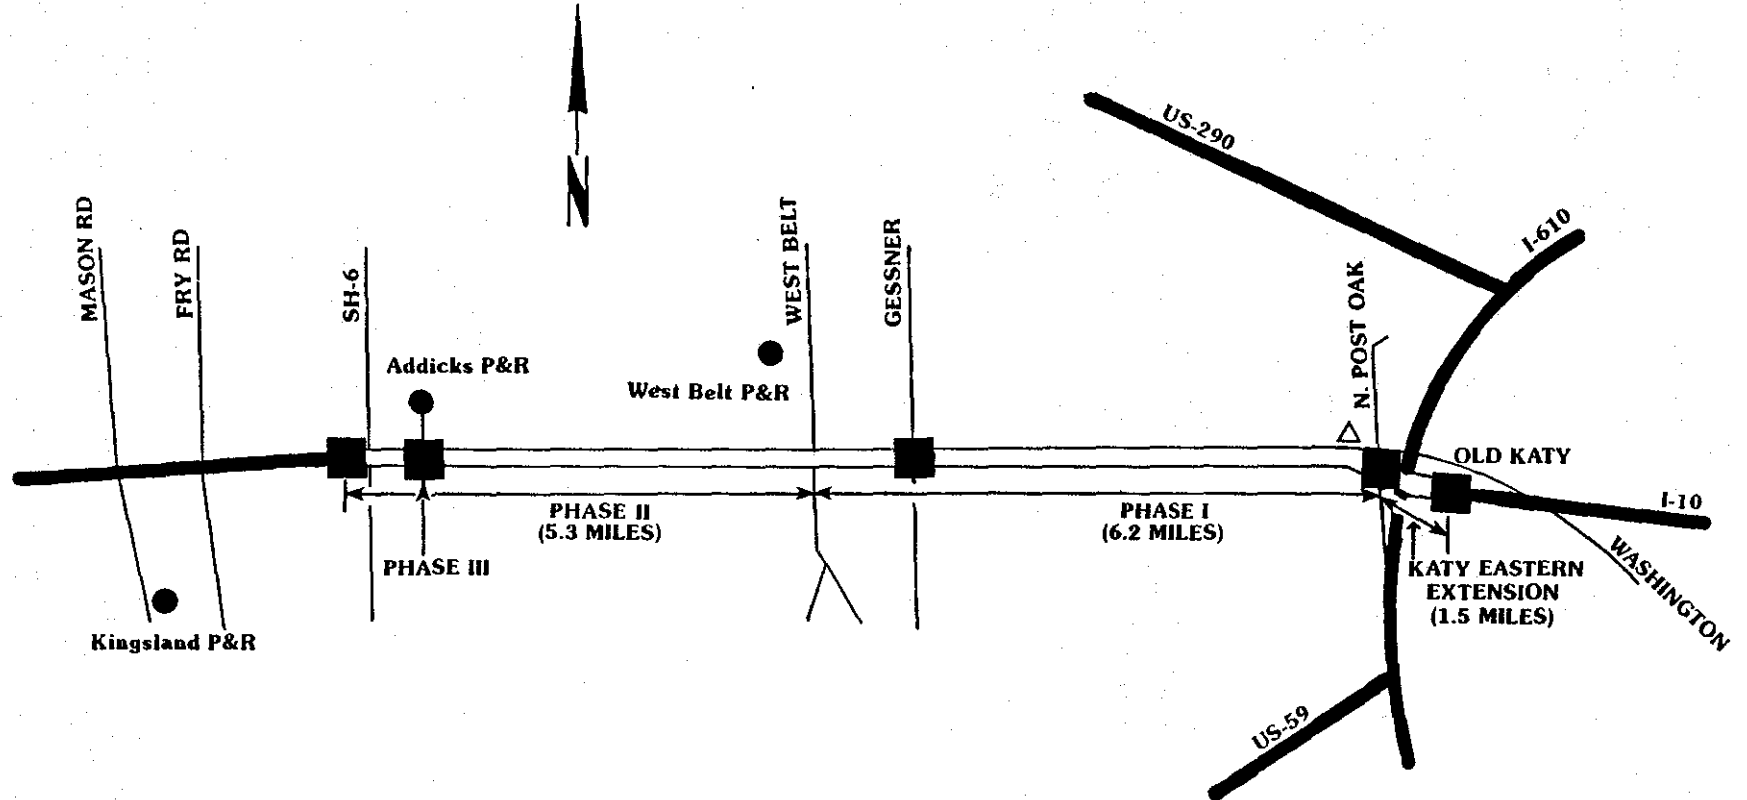 N
US-290
I-610
MASON RD
FRY RD
SH-6
WEST BELT
GESSNER
N. POST OAK
Addicks P&R
West Belt P&R
OLD KATY
I-10
PHASE II
(5.3 MILES)
PHASE I
(6.2 MILES)
PHASE III
KATY EASTERN
EXTENSION
(1.5 MILES)
WASHINGTON
Kingsland P&R
US-59